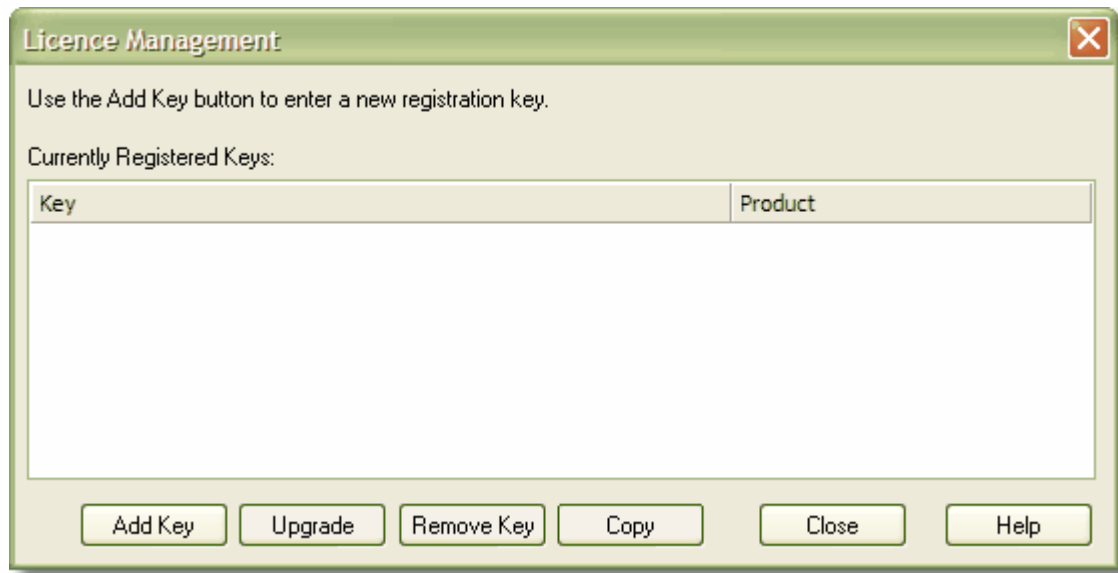 Licence Management
Use the Add Key button to enter a new registration key.
Currently Registered Keys:
Key Product
Add Key Upgrade Remove Key Copy Close Help